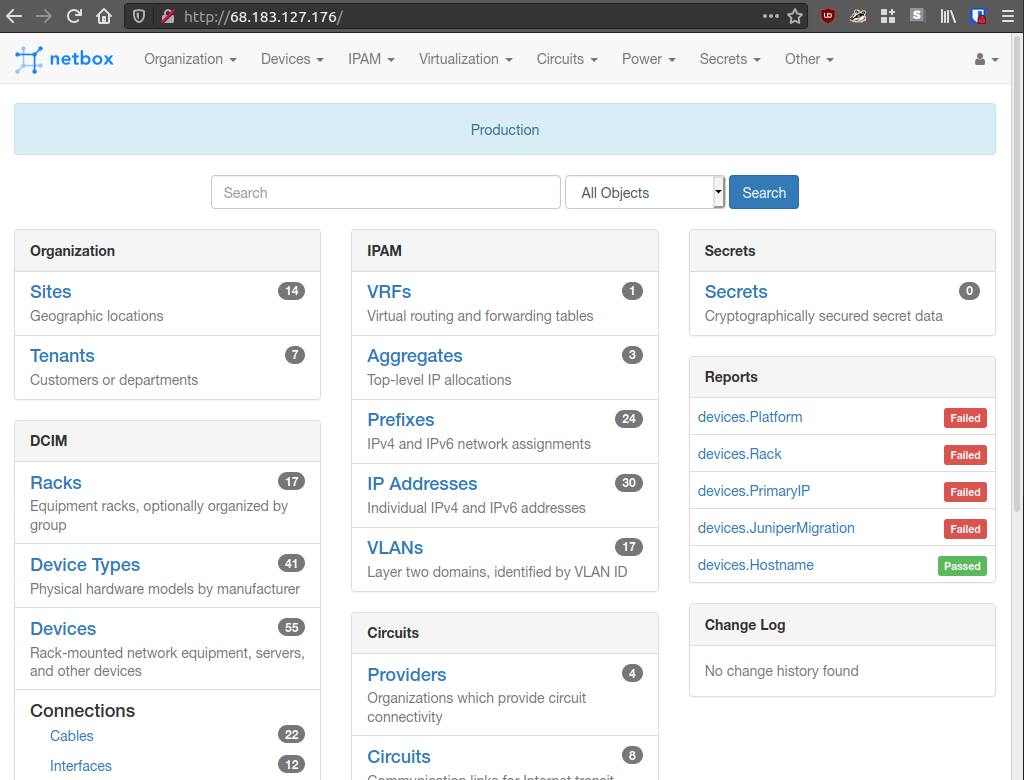 http://68.183.127.176/
netbox Organization Devices IPAM Virtualization Circuits Power Secrets Other
Production
Search All Objects Search
Organization
Sites 14
Geographic locations
Tenants 7
Customers or departments
DCIM
Racks 17
Equipment racks, optionally organized by
group
Device Types 41
Physical hardware models by manufacturer
Devices 55
Rack-mounted network equipment, servers,
and other devices
Connections
Cables 22
Interfaces 12
IPAM
VRFs 1
Virtual routing and forwarding tables
Aggregates 3
Top-level IP allocations
Prefixes 24
IPv4 and IPv6 network assignments
IP Addresses 30
Individual IPv4 and IPv6 addresses
VLANs 17
Layer two domains, identified by VLAN ID
Circuits
Providers 4
Organizations which provide circuit
connectivity
Circuits 8
Communication links for Internet transit
Secrets
Secrets 0
Cryptographically secured secret data
Reports
devices.Platform Failed
devices.Rack Failed
devices.PrimaryIP Failed
devices.JuniperMigration Failed
devices.Hostname Passed
Change Log
No change history found